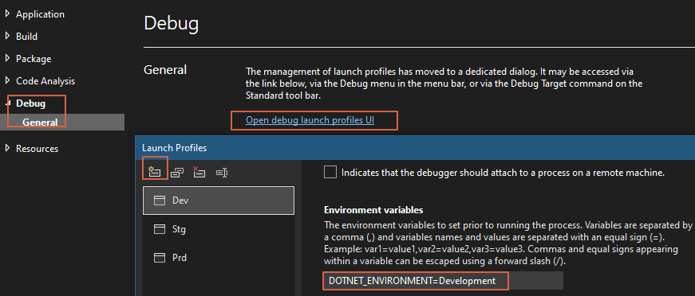 Application
Build
Package
Code Analysis
Debug
General
Resources
Debug
General
The management of launch profiles has moved to a dedicated dialog. It may be accessed via
the link below, via the Debug menu in the menu bar, or via the Debug Target command on the
Standard tool bar.
Open debug launch profiles UI
Launch Profiles
Dev
Stg
Prd
Indicates that the debugger should attach to a process on a remote machine.
Environment variables
The environment variables to set prior to running the process. Variables are separated by
a comma (,) and variables names and values are separated with an equal sign (=).
Example: var1=value1,var2=value2,var3=value3. Commas and equal signs appearing
within a variable can be escaped using a forward slash (/).
DOTNET_ENVIRONMENT=Development